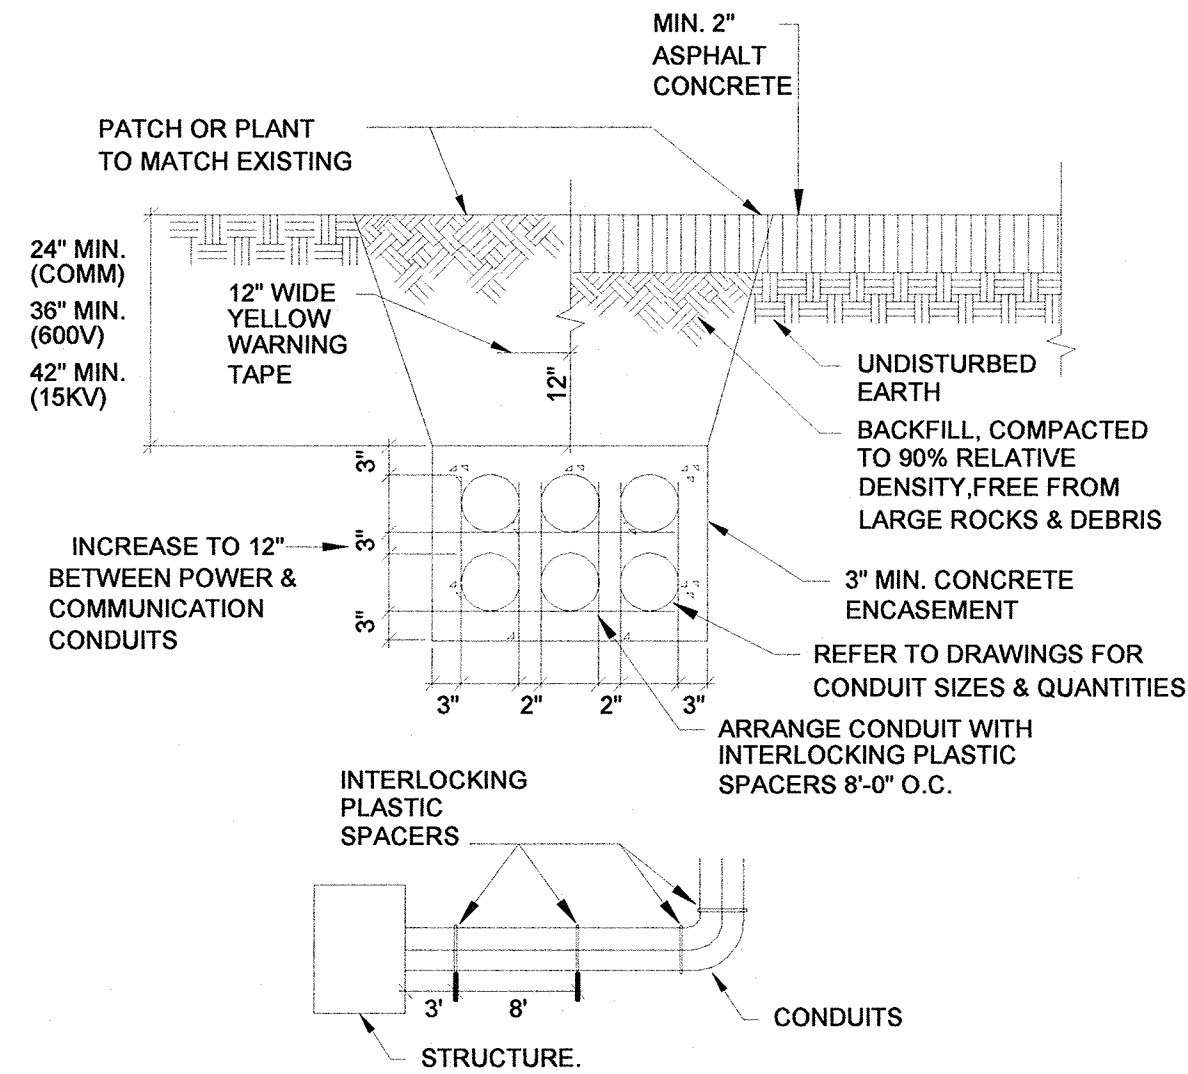 MIN. 2"
ASPHALT
CONCRETE
PATCH OR PLANT
TO MATCH EXISTING
24" MIN.
(COMM)
36" MIN.
(600V)
42" MIN.
(15KV)
12" WIDE
YELLOW
WARNING
TAPE
12"
UNDISTURBED
EARTH
BACKFILL, COMPACTED
TO 90% RELATIVE
DENSITY,FREE FROM
LARGE ROCKS & DEBRIS
3"
3"
3"
INCREASE TO 12"
BETWEEN POWER &
COMMUNICATION
CONDUITS
3" MIN. CONCRETE
ENCASEMENT
REFER TO DRAWINGS FOR
CONDUIT SIZES & QUANTITIES
3" 2" 2" 3"
ARRANGE CONDUIT WITH
INTERLOCKING PLASTIC
SPACERS 8'-0" O.C.
INTERLOCKING
PLASTIC
SPACERS
3' 8'
CONDUITS
STRUCTURE.